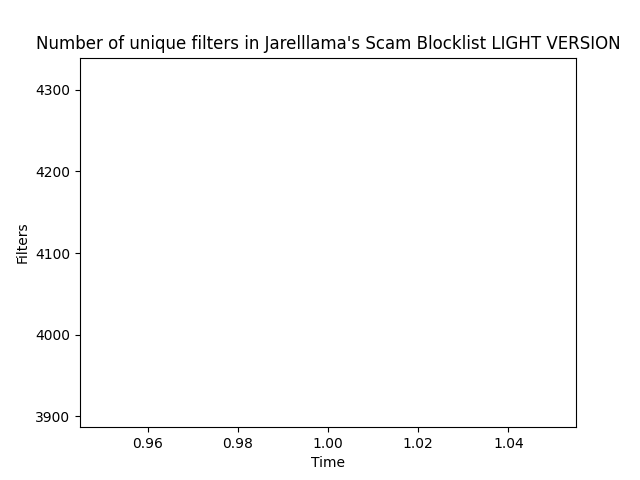 Number of unique filters in Jarelllama's Scam Blocklist LIGHT VERSION
4300
4200
4100
4000
3900
Filters
0.96 0.98 1.00 1.02 1.04
Time